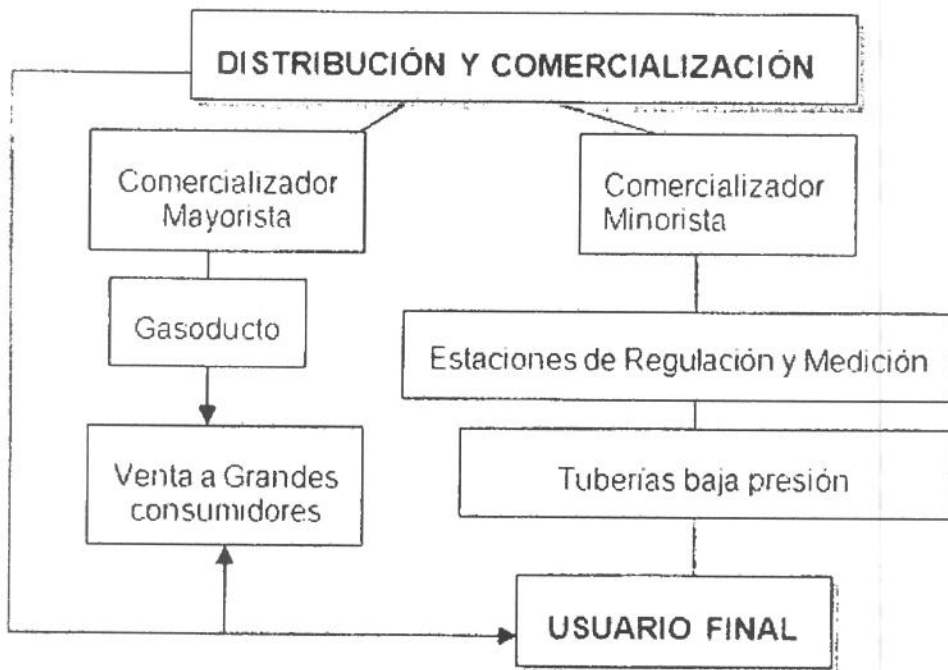 DISTRIBUCIÓN Y COMERCIALIZACIÓN
Comercializador
Mayorista
Comercializador
Minorista
Gasoducto
Estaciones de Regulación y Medición
Venta a Grandes
consumidores
Tuberías baja presión
USUARIO FINAL